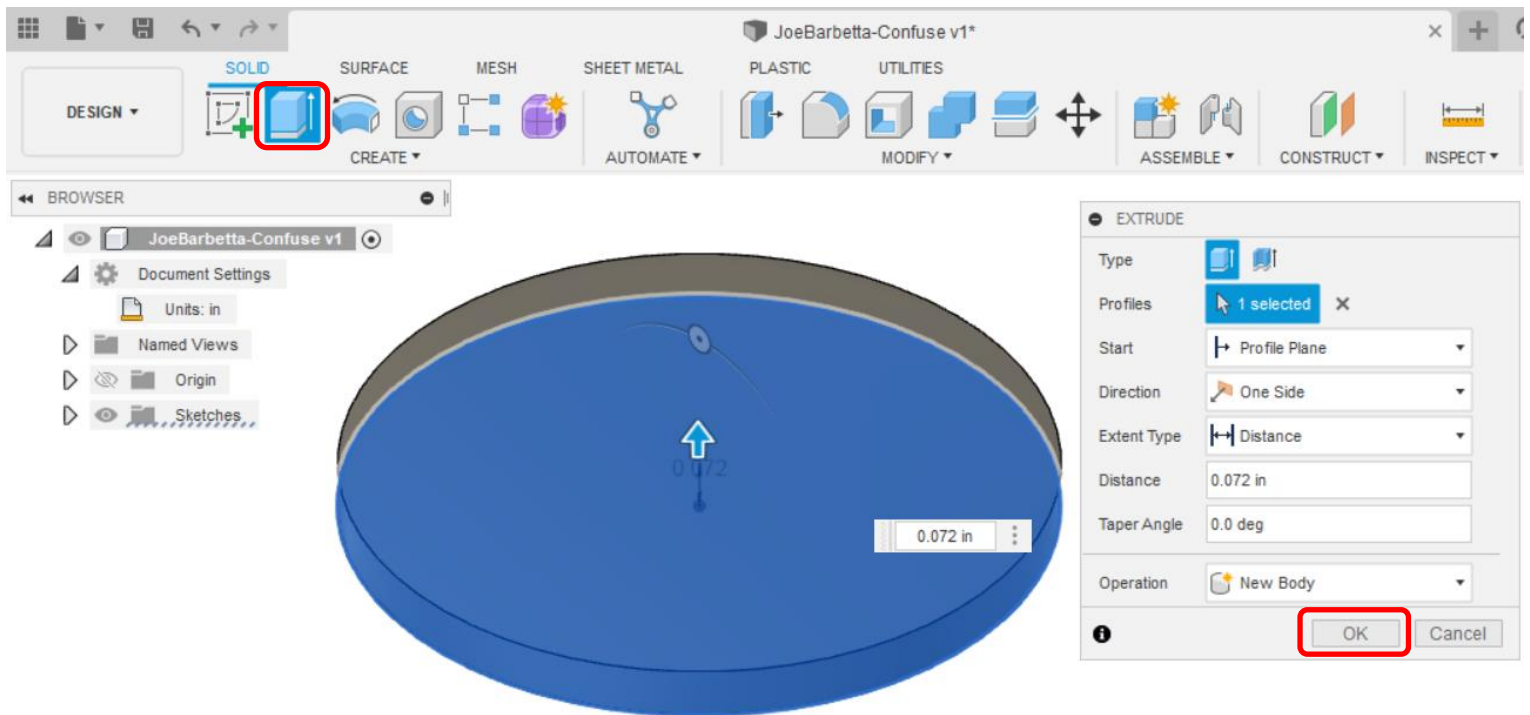 JoeBarbetta-Confuse v1*
SOLID SURFACE MESH SHEET METAL PLASTIC UTILITIES
DESIGN
CREATE AUTOMATE MODIFY ASSEMBLE CONSTRUCT INSPECT
BROWSER
JoeBarbetta-Confuse v1
Document Settings
Units: in
Named Views
Origin
Sketches
0.072
0.072 in
EXTRUDE
Type
Profiles 1 selected
Start Profile Plane
Direction One Side
Extent Type Distance
Distance 0.072 in
Taper Angle 0.0 deg
Operation New Body
OK Cancel